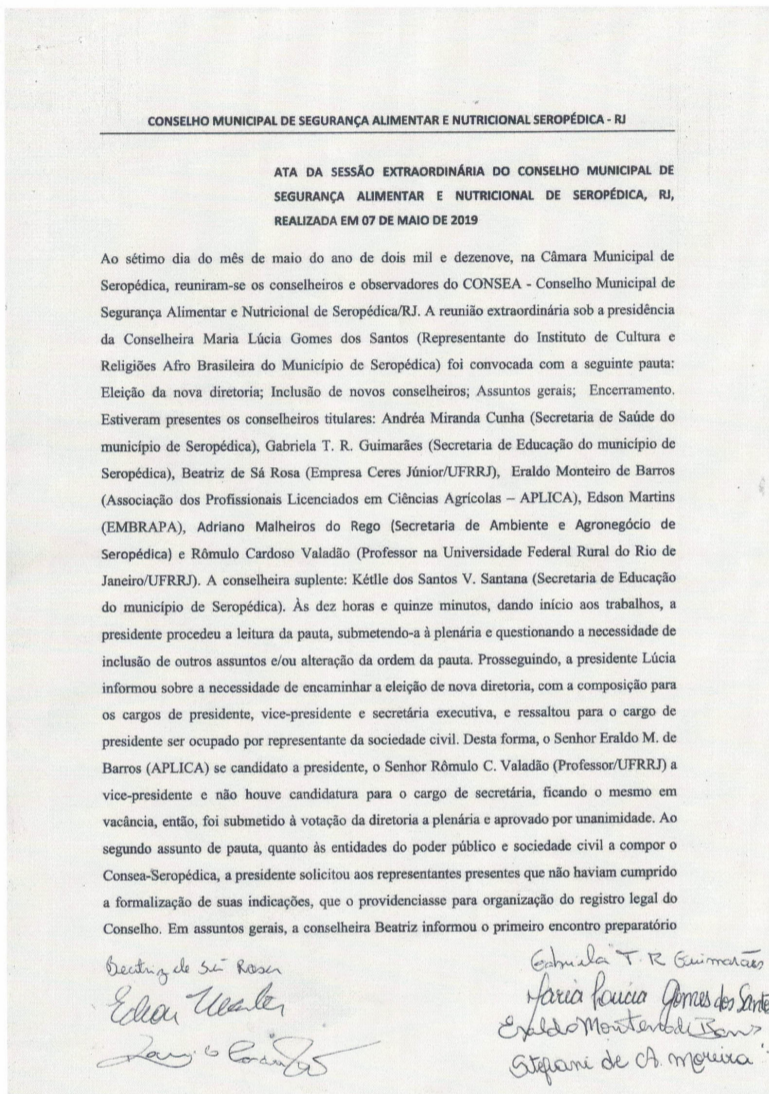 CONSELHO MUNICIPAL DE SEGURANÇA ALIMENTAR E NUTRICIONAL SEROPÉDICA - RJ
ATA DA SESSÃO EXTRAORDINÁRIA DO CONSELHO MUNICIPAL DE
SEGURANÇA ALIMENTAR E NUTRICIONAL DE SEROPÉDICA, RJ,
REALIZADA EM 07 DE MAIO DE 2019
Ao sétimo dia do mês de maio do ano de dois mil e dezenove, na Câmara Municipal de
Seropédica, reuniram-se os conselheiros e observadores do CONSEA - Conselho Municipal de
Segurança Alimentar e Nutricional de Seropédica/RJ. A reunião extraordinária sob a presidência
da Conselheira Maria Lúcia Gomes dos Santos (Representante do Instituto de Cultura e
Religiões Afro Brasileira do Município de Seropédica) foi convocada com a seguinte pauta:
Eleição da nova diretoria; Inclusão de novos conselheiros; Assuntos gerais; Encerramento.
Estiveram presentes os conselheiros titulares: Andréa Miranda Cunha (Secretaria de Saúde do
município de Seropédica), Gabriela T. R. Guimarães (Secretaria de Educação do município de
Seropédica), Beatriz de Sá Rosa (Empresa Ceres Júnior/UFRRJ), Eraldo Monteiro de Barros
(Associação dos Profissionais Licenciados em Ciências Agrícolas – APLICA), Edson Martins
(EMBRAPA), Adriano Malheiros do Rego (Secretaria de Ambiente e Agronegócio de
Seropédica) e Rômulo Cardoso Valadão (Professor na Universidade Federal Rural do Rio de
Janeiro/UFRRJ). A conselheira suplente: Kétlle dos Santos V. Santana (Secretaria de Educação
do município de Seropédica). Às dez horas e quinze minutos, dando início aos trabalhos, a
presidente procedeu a leitura da pauta, submetendo-a à plenária e questionando a necessidade de
inclusão de outros assuntos e/ou alteração da ordem da pauta. Prosseguindo, a presidente Lúcia
informou sobre a necessidade de encaminhar a eleição de nova diretoria, com a composição para
os cargos de presidente, vice-presidente e secretária executiva, e ressaltou para o cargo de
presidente ser ocupado por representante da sociedade civil. Desta forma, o Senhor Eraldo M. de
Barros (APLICA) se candidato a presidente, o Senhor Rômulo C. Valadão (Professor/UFRRJ) a
vice-presidente e não houve candidatura para o cargo de secretária, ficando o mesmo em
vacância, então, foi submetido à votação da diretoria a plenária e aprovado por unanimidade. Ao
segundo assunto de pauta, quanto às entidades do poder público e sociedade civil a compor o
Consea-Seropédica, a presidente solicitou aos representantes presentes que não haviam cumprido
a formalização de suas indicações, que o providenciasse para organização do registro legal do
Conselho. Em assuntos gerais, a conselheira Beatriz informou o primeiro encontro preparatório
Beatriz de Sá Rosa
Gabriela T. R Guimarães
Maria Lucia Gomes dos Santo
Eraldo Monteiro de Barros
Stefani de A. Moreira